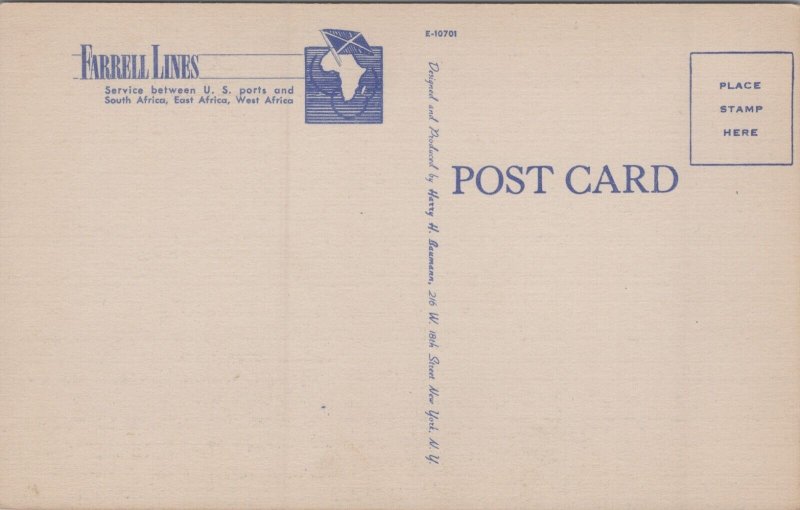 FARRELL LINES
Service between U. S. ports and
South Africa, East Africa, West Africa
E-10701
Designed and Produced by Harry H. Baumann, 216 W. 18th Street New York, N. Y.
POST CARD
PLACE
STAMP
HERE